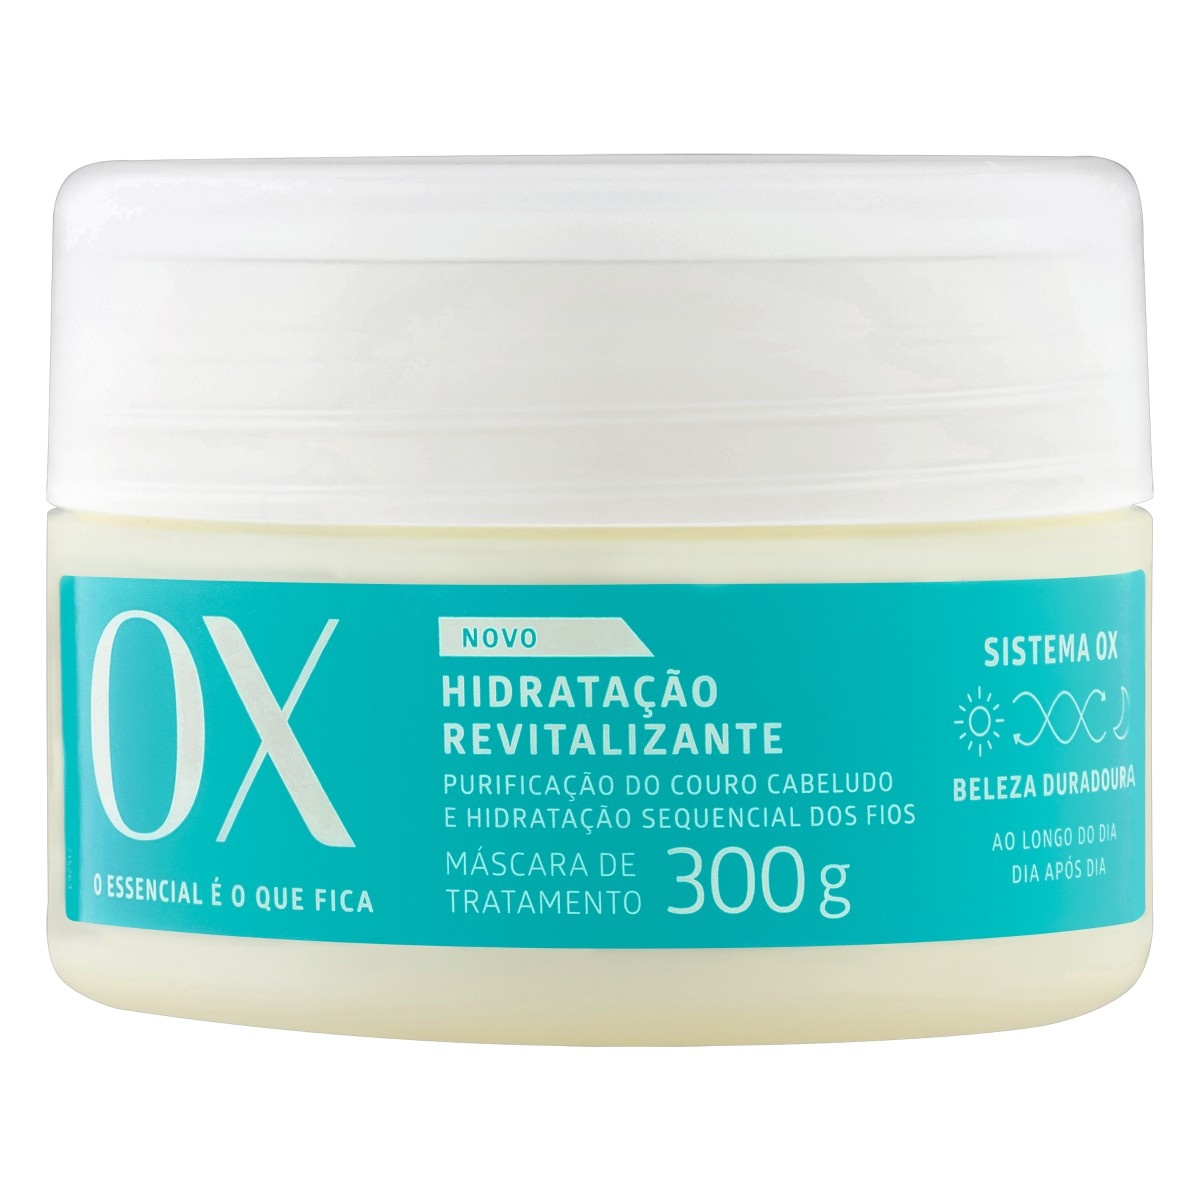 OX
O ESSENCIAL É O QUE FICA
NOVO
HIDRATAÇÃO
REVITALIZANTE
PURIFICAÇÃO DO COURO CABELUDO
E HIDRATAÇÃO SEQUENCIAL DOS FIOS
MÁSCARA DE
TRATAMENTO
300 g
SISTEMA OX
BELEZA DURADOURA
AO LONGO DO DIA
DIA APÓS DIA